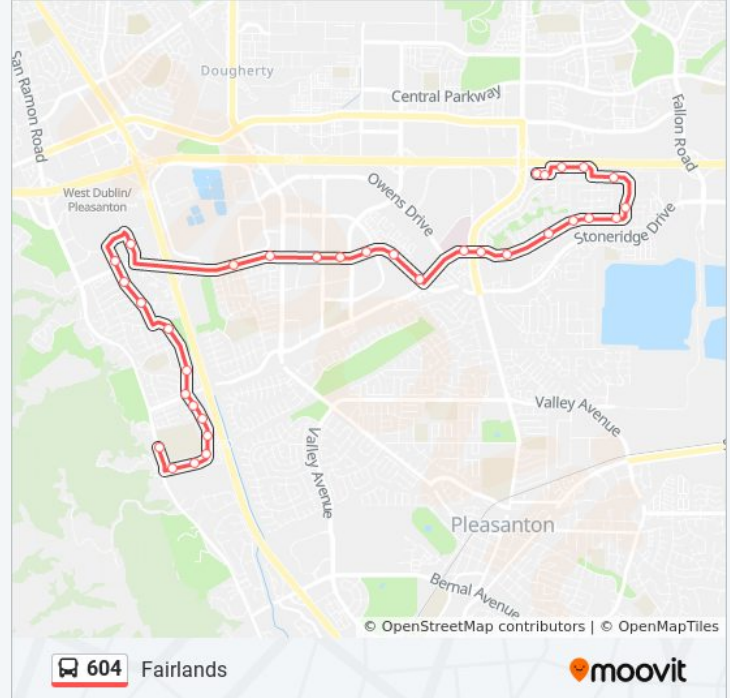 Dougherty
Central Parkway
San Ramon Road
Fallon Road
West Dublin/
Pleasanton
Owens Drive
Stoneridge Drive
Valley Avenue
Valley Avenue
Pleasanton
Bernal Avenue
© OpenStreetMap contributors | © OpenMapTiles
604 Fairlands
moovit